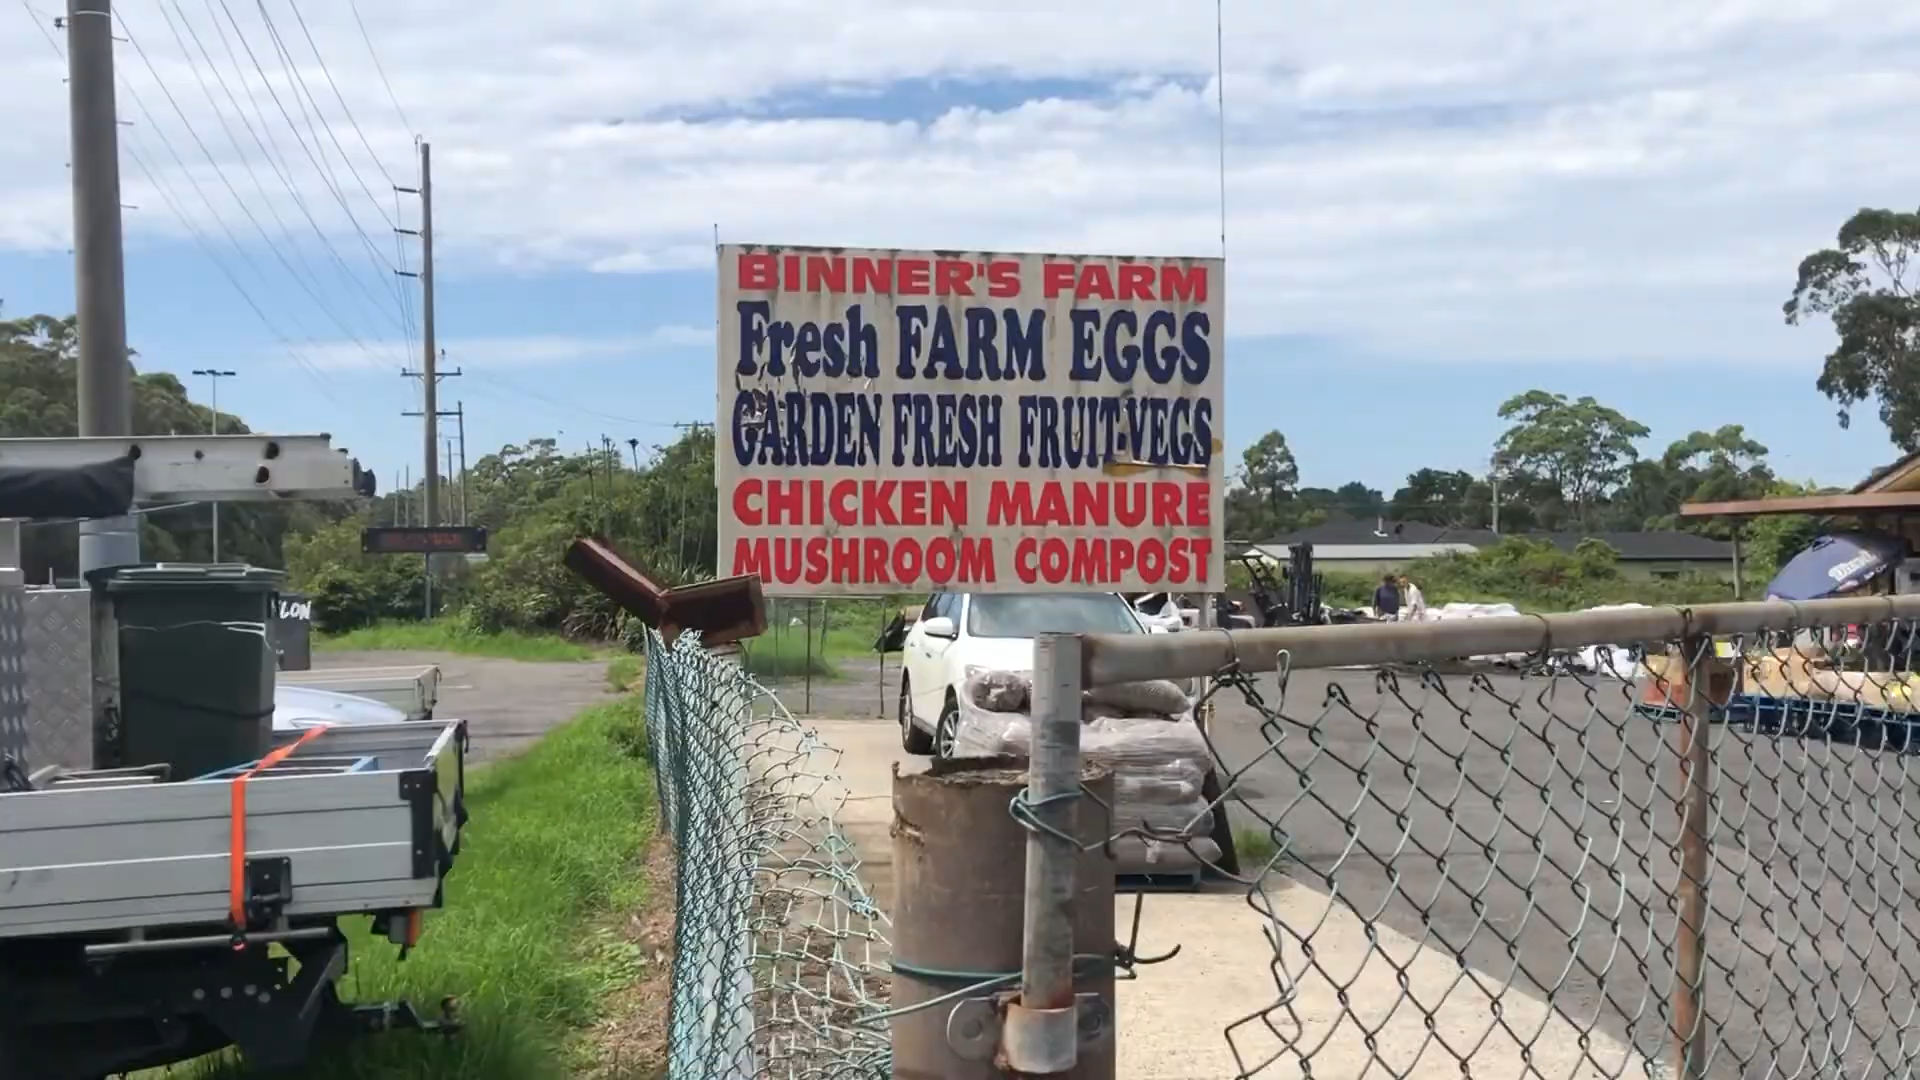 BINNER'S FARM
Fresh FARM EGGS
GARDEN FRESH FRUIT-VEGS
CHICKEN MANURE
MUSHROOM COMPOST